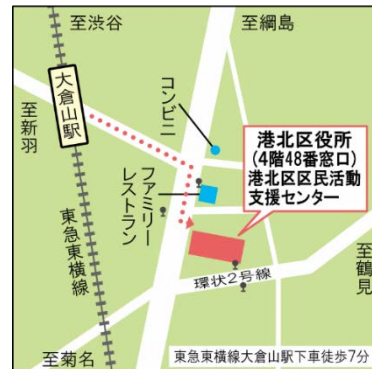 至渋谷
至綱島
大倉山駅
コンビニ
至新羽
港北区役所
(4階48番窓口)
港北区区民活動
支援センター
ファミリー
レストラン
東急東横線
環状2号線
至鶴見
至菊名
東急東横線大倉山駅下車徒歩7分